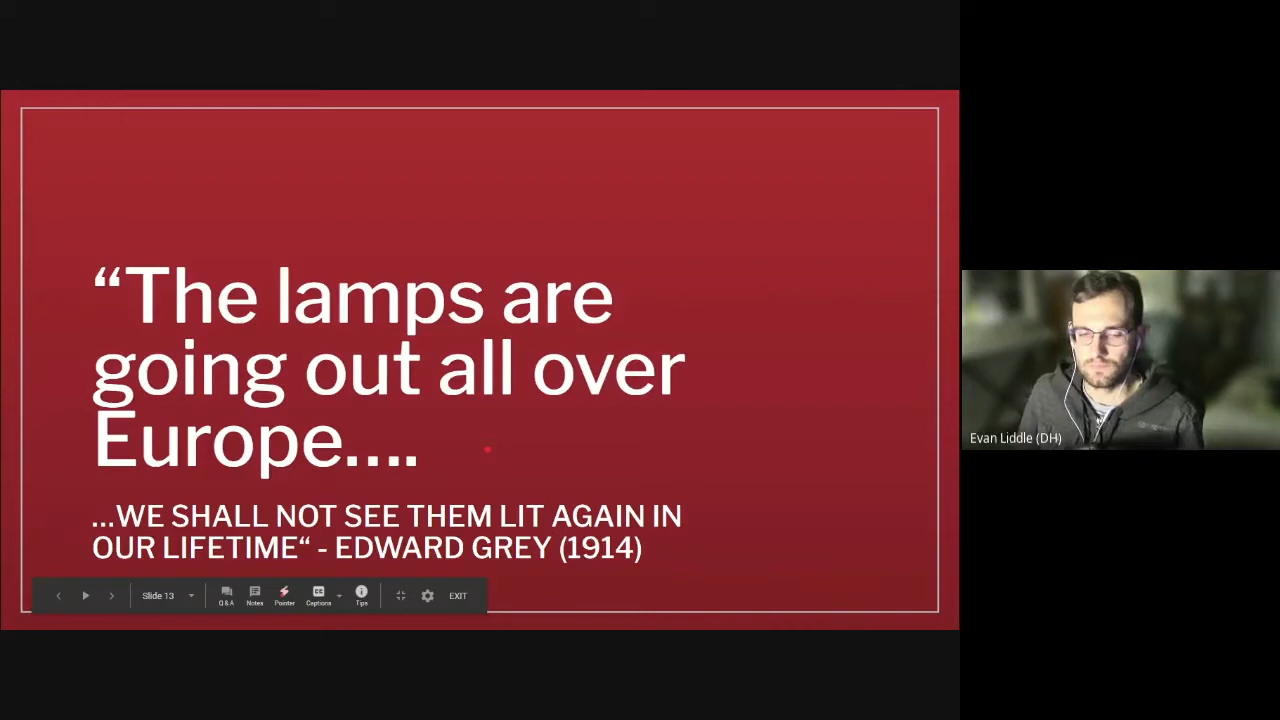 “The lamps are
going out all over
Europe….
…WE SHALL NOT SEE THEM LIT AGAIN IN
OUR LIFETIME“ - EDWARD GREY (1914)
Slide 13
Q & A
Notes
Pointer
CC
Captions
Tips
EXIT
Evan Liddle (DH)